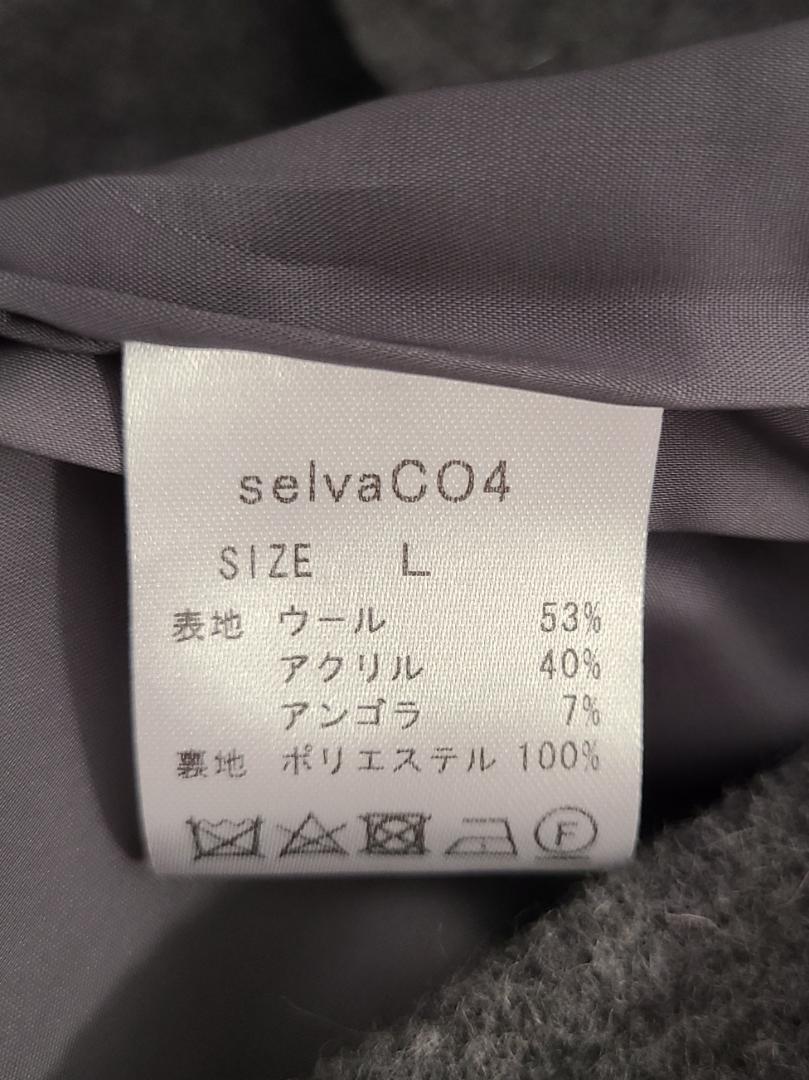 selvaCO4
SIZE L
表地 ウール 53%
アクリル 40%
アンゴラ 7%
裏地 ポリエステル 100%
F